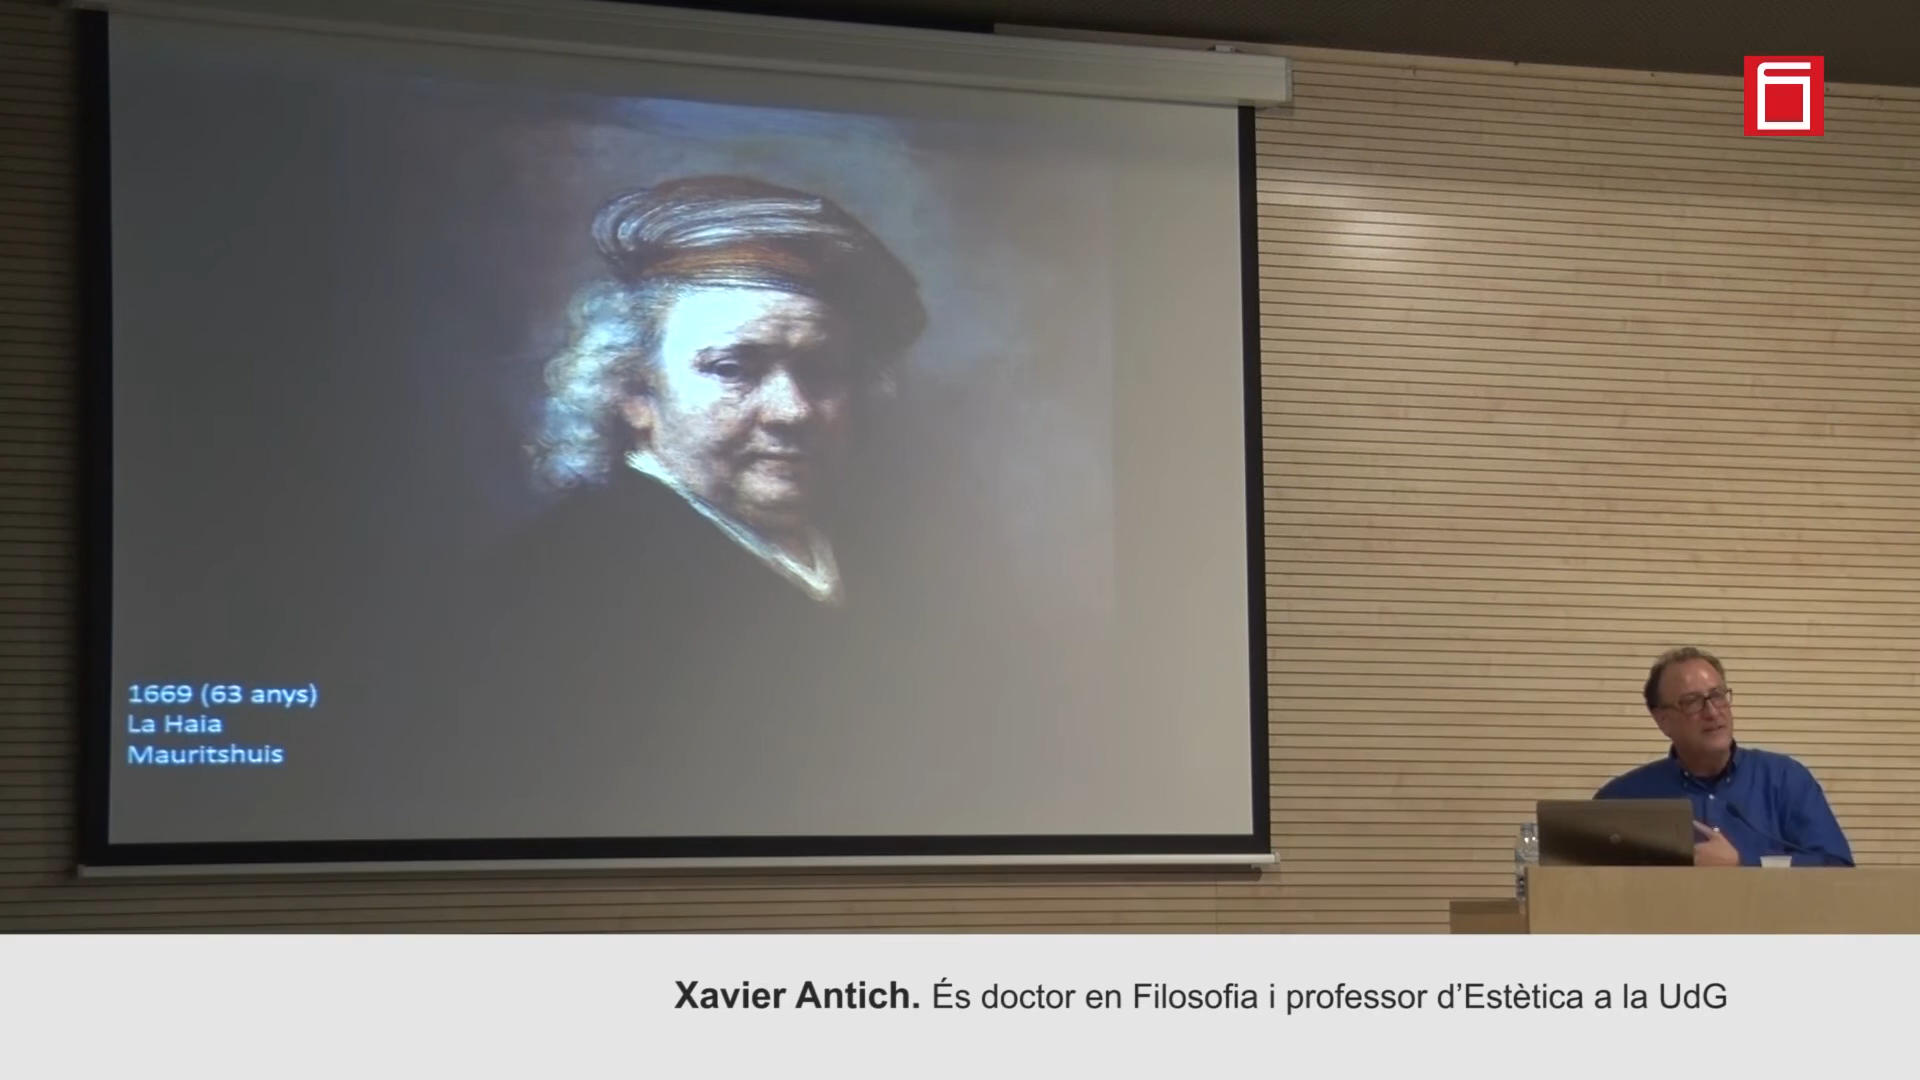 1669 (63 anys)
La Haia
Mauritshuis
Xavier Antich. És doctor en Filosofia i professor d’Estètica a la UdG